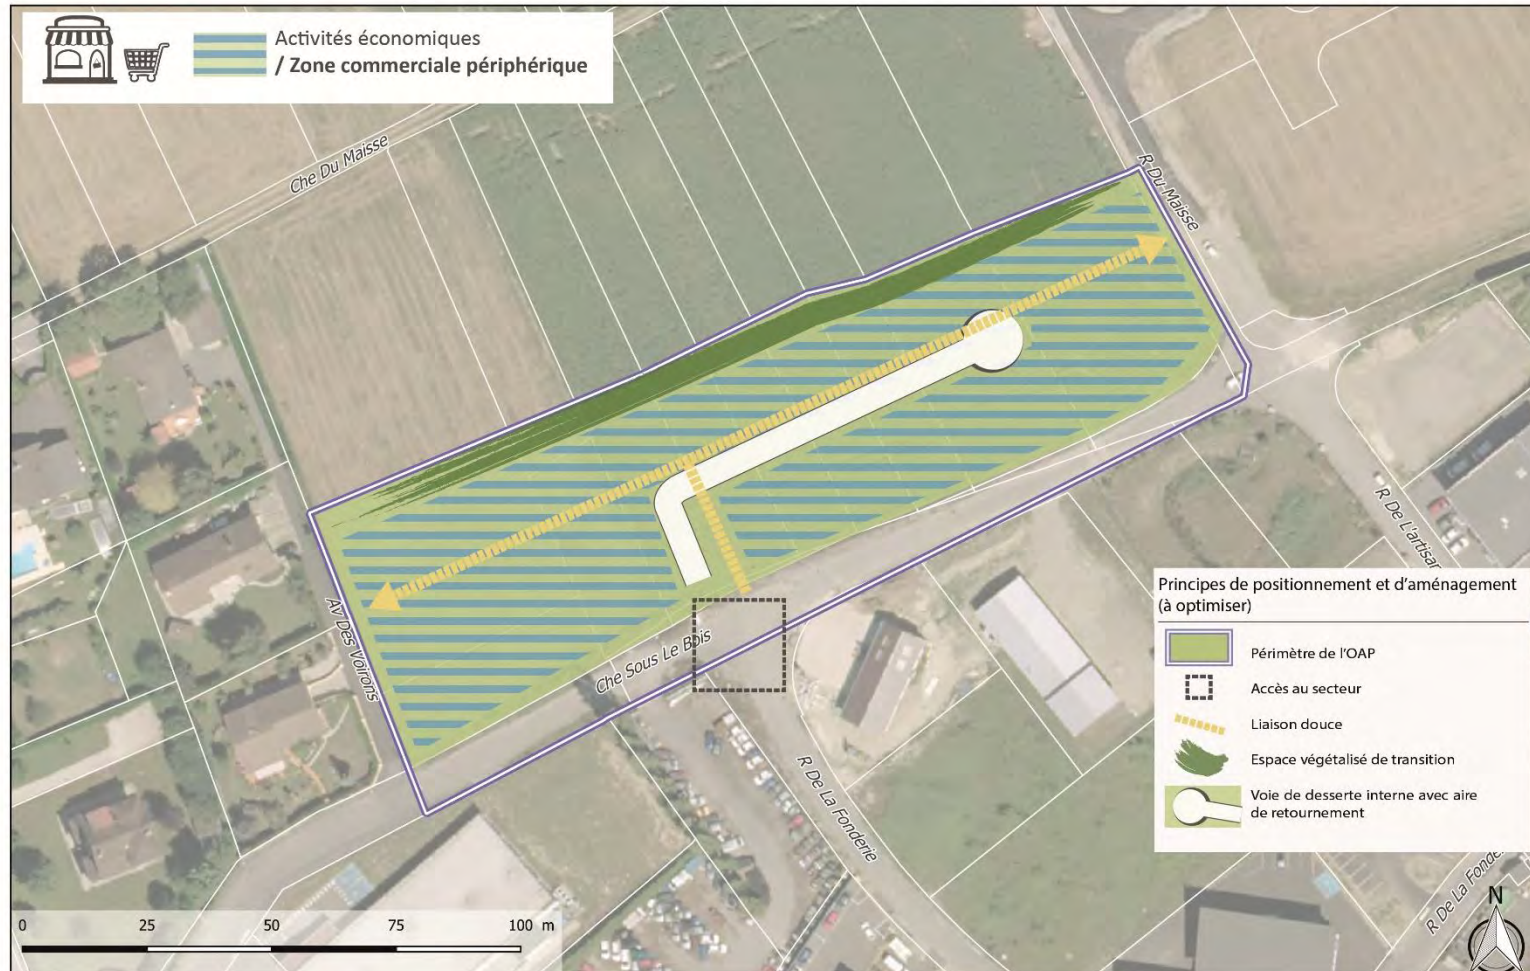 Activités économiques
/ Zone commerciale périphérique
Che Du Maisse
R Du Maisse
R De L'artisan
Av Des Voirons
Che Sous Le Bois
R De La Fonderie
Principes de positionnement et d'aménagement
(à optimiser)
Périmètre de l'OAP
Accès au secteur
Liaison douce
Espace végétalisé de transition
Voie de desserte interne avec aire
de retournement
R De La Fonde
N
0 25 50 75 100 m